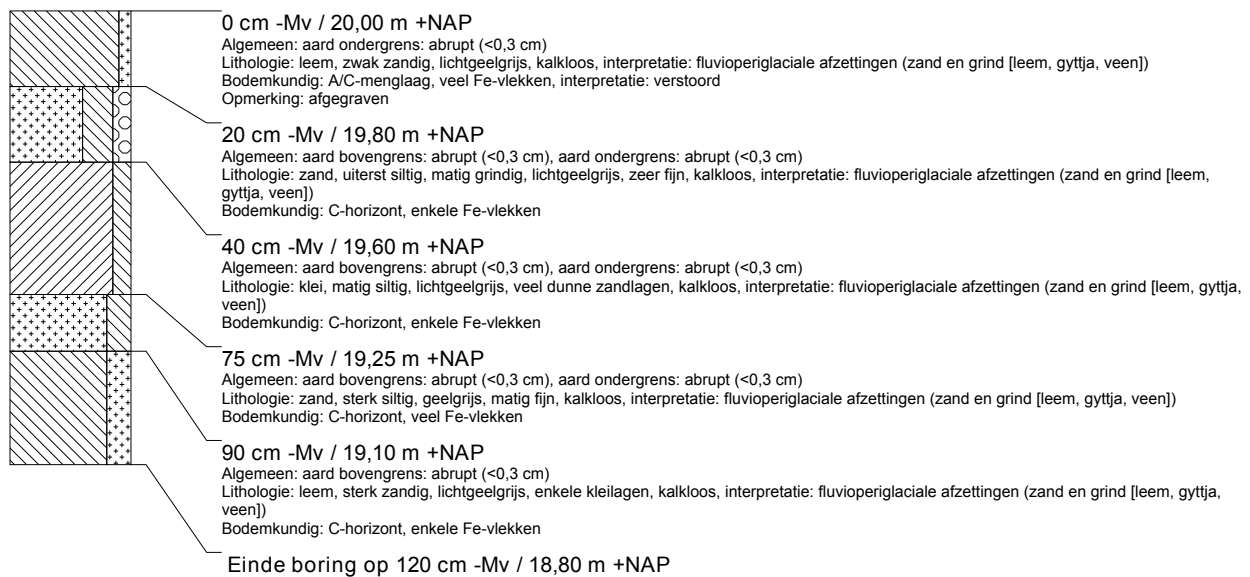 0 cm -Mv / 20,00 m +NAP
Algemeen: aard ondergrens: abrupt (<0,3 cm)
Lithologie: leem, zwak zandig, lichtgeelgrijs, kalkloos, interpretatie: fluvioperiglaciale afzettingen (zand en grind [leem, gyttja, veen])
Bodemkundig: A/C-menglaag, veel Fe-vlekken, interpretatie: verstoord
Opmerking: afgegraven
20 cm -Mv / 19,80 m +NAP
Algemeen: aard bovengrens: abrupt (<0,3 cm), aard ondergrens: abrupt (<0,3 cm)
Lithologie: zand, uiterst siltig, matig grindig, lichtgeelgrijs, zeer fijn, kalkloos, interpretatie: fluvioperiglaciale afzettingen (zand en grind [leem,
gyttja, veen])
Bodemkundig: C-horizont, enkele Fe-vlekken
40 cm -Mv / 19,60 m +NAP
Algemeen: aard bovengrens: abrupt (<0,3 cm), aard ondergrens: abrupt (<0,3 cm)
Lithologie: klei, matig siltig, lichtgeelgrijs, veel dunne zandlagen, kalkloos, interpretatie: fluvioperiglaciale afzettingen (zand en grind [leem, gyttja,
veen])
Bodemkundig: C-horizont, enkele Fe-vlekken
75 cm -Mv / 19,25 m +NAP
Algemeen: aard bovengrens: abrupt (<0,3 cm), aard ondergrens: abrupt (<0,3 cm)
Lithologie: zand, sterk siltig, geelgrijs, matig fijn, kalkloos, interpretatie: fluvioperiglaciale afzettingen (zand en grind [leem, gyttja, veen])
Bodemkundig: C-horizont, veel Fe-vlekken
90 cm -Mv / 19,10 m +NAP
Algemeen: aard bovengrens: abrupt (<0,3 cm)
Lithologie: leem, sterk zandig, lichtgeelgrijs, enkele kleilagen, kalkloos, interpretatie: fluvioperiglaciale afzettingen (zand en grind [leem, gyttja,
veen])
Bodemkundig: C-horizont, enkele Fe-vlekken
Einde boring op 120 cm -Mv / 18,80 m +NAP